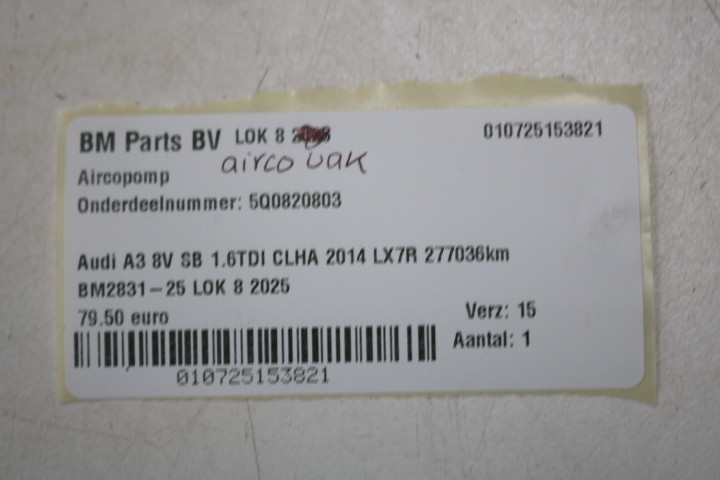 BM Parts BV LOK 8 010725153821
airco vak
Aircopomp
Onderdeelnummer: 5Q0820803
Audi A3 8V SB 1.6TDI CLHA 2014 LX7R 277036km
BM2831-25 LOK 8 2025
79.50 euro Verz: 15
Aantal: 1
010725153821